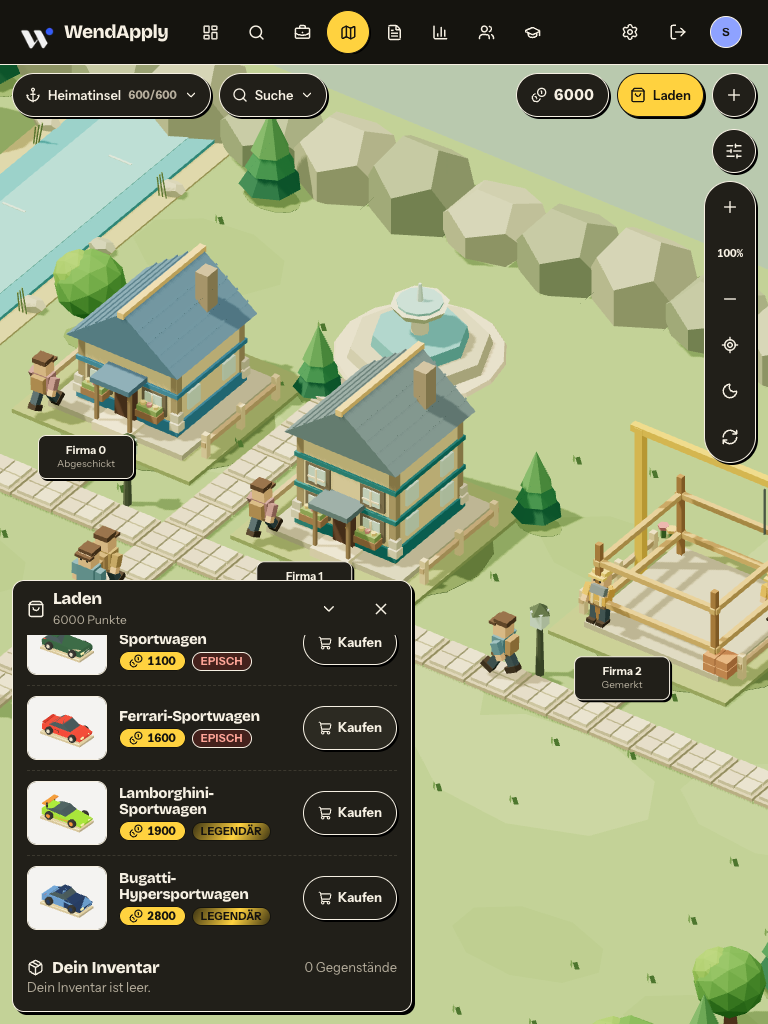 WendApply
S
Heimatinsel 600/600
Suche
6000
Laden
100%
Firma 0
Abgeschickt
Firma 1
Firma 2
Gemerkt
Laden
6000 Punkte
Sportwagen
1100 EPISCH
Kaufen
Ferrari-Sportwagen
1600 EPISCH
Kaufen
Lamborghini-
Sportwagen
1900 LEGENDÄR
Kaufen
Bugatti-
Hypersportwagen
2800 LEGENDÄR
Kaufen
Dein Inventar 0 Gegenstände
Dein Inventar ist leer.